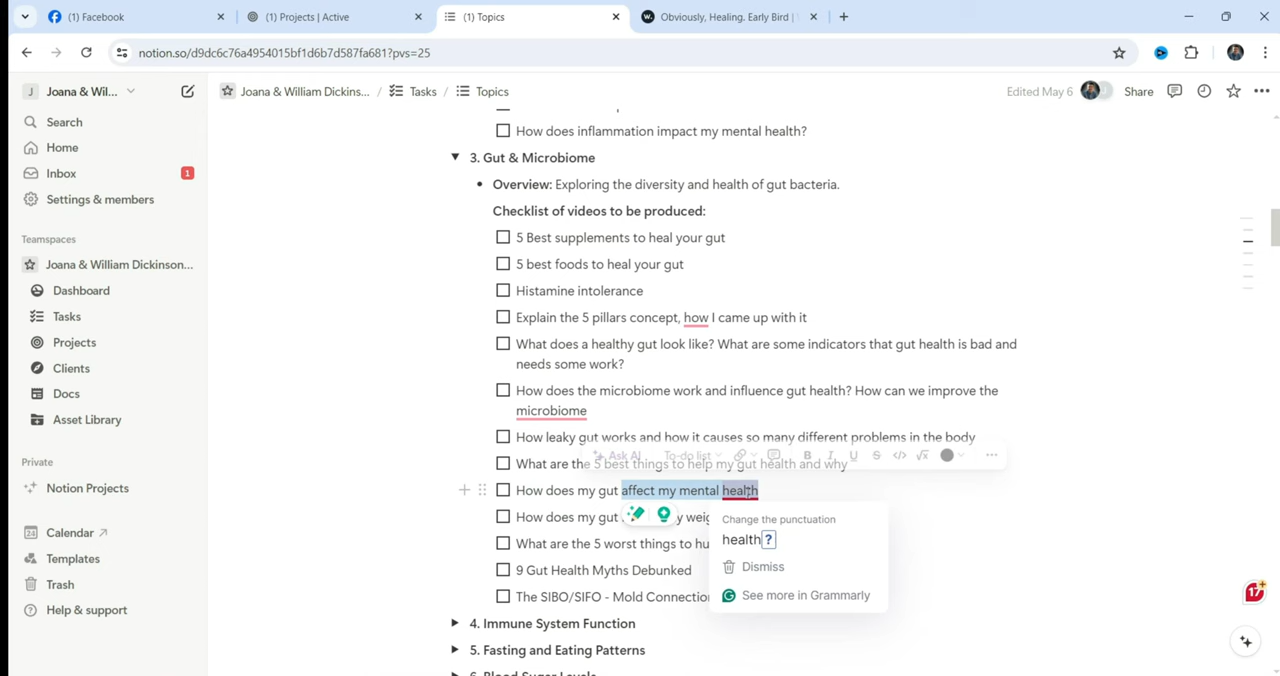 (1) Facebook
(1) Projects | Active
(1) Topics
Obviously, Healing. Early Bird |
notion.so/d9dc6c76a4954015bf1d6b7d587fa681?pvs=25
J Joana & Wil...
Joana & William Dickins... / Tasks / Topics
Edited May 6
Share
Search
Home
Inbox 1
Settings & members
Teamspaces
Joana & William Dickinson...
Dashboard
Tasks
Projects
Clients
Docs
Asset Library
Private
Notion Projects
Calendar ↗
Templates
Trash
Help & support
How does inflammation impact my mental health?
3. Gut & Microbiome
• Overview: Exploring the diversity and health of gut bacteria.
Checklist of videos to be produced:
5 Best supplements to heal your gut
5 best foods to heal your gut
Histamine intolerance
Explain the 5 pillars concept, how I came up with it
What does a healthy gut look like? What are some indicators that gut health is bad and
needs some work?
How does the microbiome work and influence gut health? How can we improve the
microbiome
How leaky gut works and how it causes so many different problems in the body
Ask AI To-do list B I U S </> √x
What are the 5 best things to help my gut health and why
How does my gut affect my mental health
How does my gut
What are the 5 worst things to hu
9 Gut Health Myths Debunked
The SIBO/SIFO - Mold Connection
Change the punctuation
health?
Dismiss
See more in Grammarly
4. Immune System Function
5. Fasting and Eating Patterns
6. Blood Sugar Levels
17